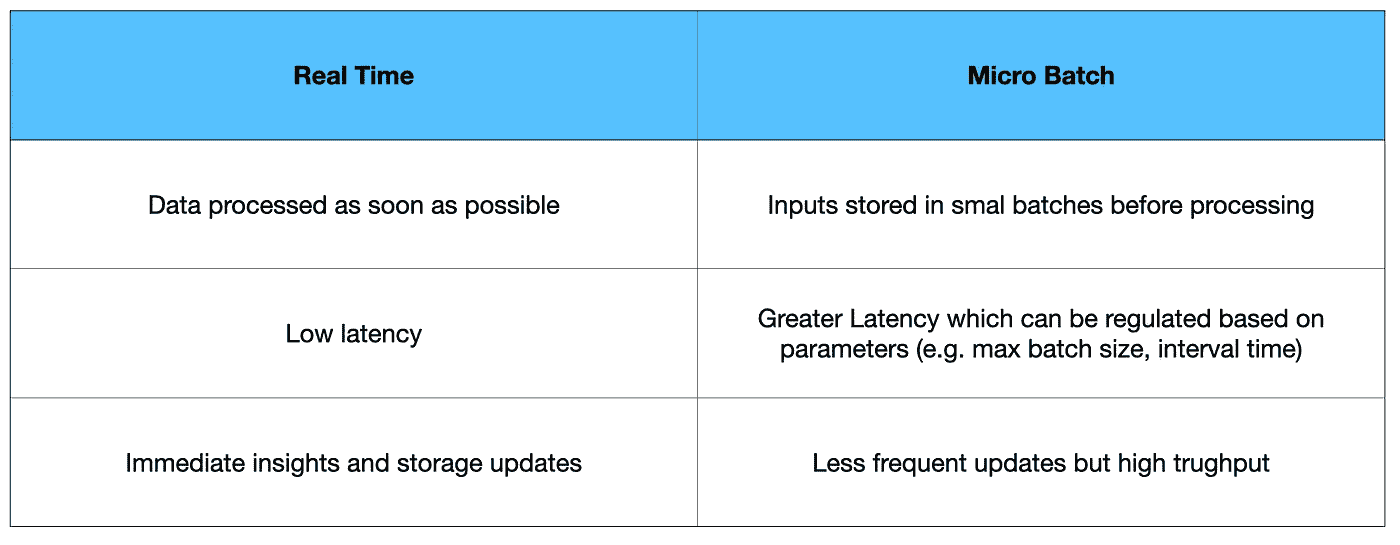 Real Time
Micro Batch
Data processed as soon as possible
Inputs stored in smal batches before processing
Low latency
Greater Latency which can be regulated based on
parameters (e.g. max batch size, interval time)
Immediate insights and storage updates
Less frequent updates but high trughput